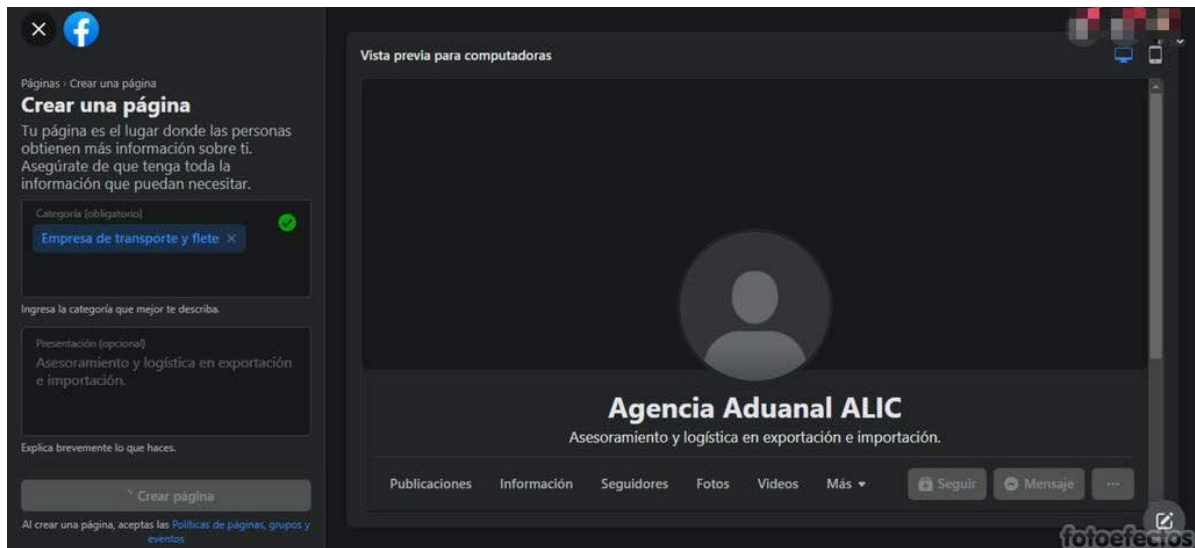 Páginas › Crear una página
Crear una página
Tu página es el lugar donde las personas
obtienen más información sobre ti.
Asegúrate de que tenga toda la
información que puedan necesitar.
Categoría (obligatorio)
Empresa de transporte y flete ×
Ingresa la categoría que mejor te describa.
Presentación (opcional)
Asesoramiento y logística en exportación
e importación.
Explica brevemente lo que haces.
Crear página
Al crear una página, aceptas las Políticas de páginas, grupos y
eventos
Vista previa para computadoras
Agencia Aduanal ALIC
Asesoramiento y logística en exportación e importación.
Publicaciones Información Seguidores Fotos Videos Más Seguir Mensaje ...
fotoefectos